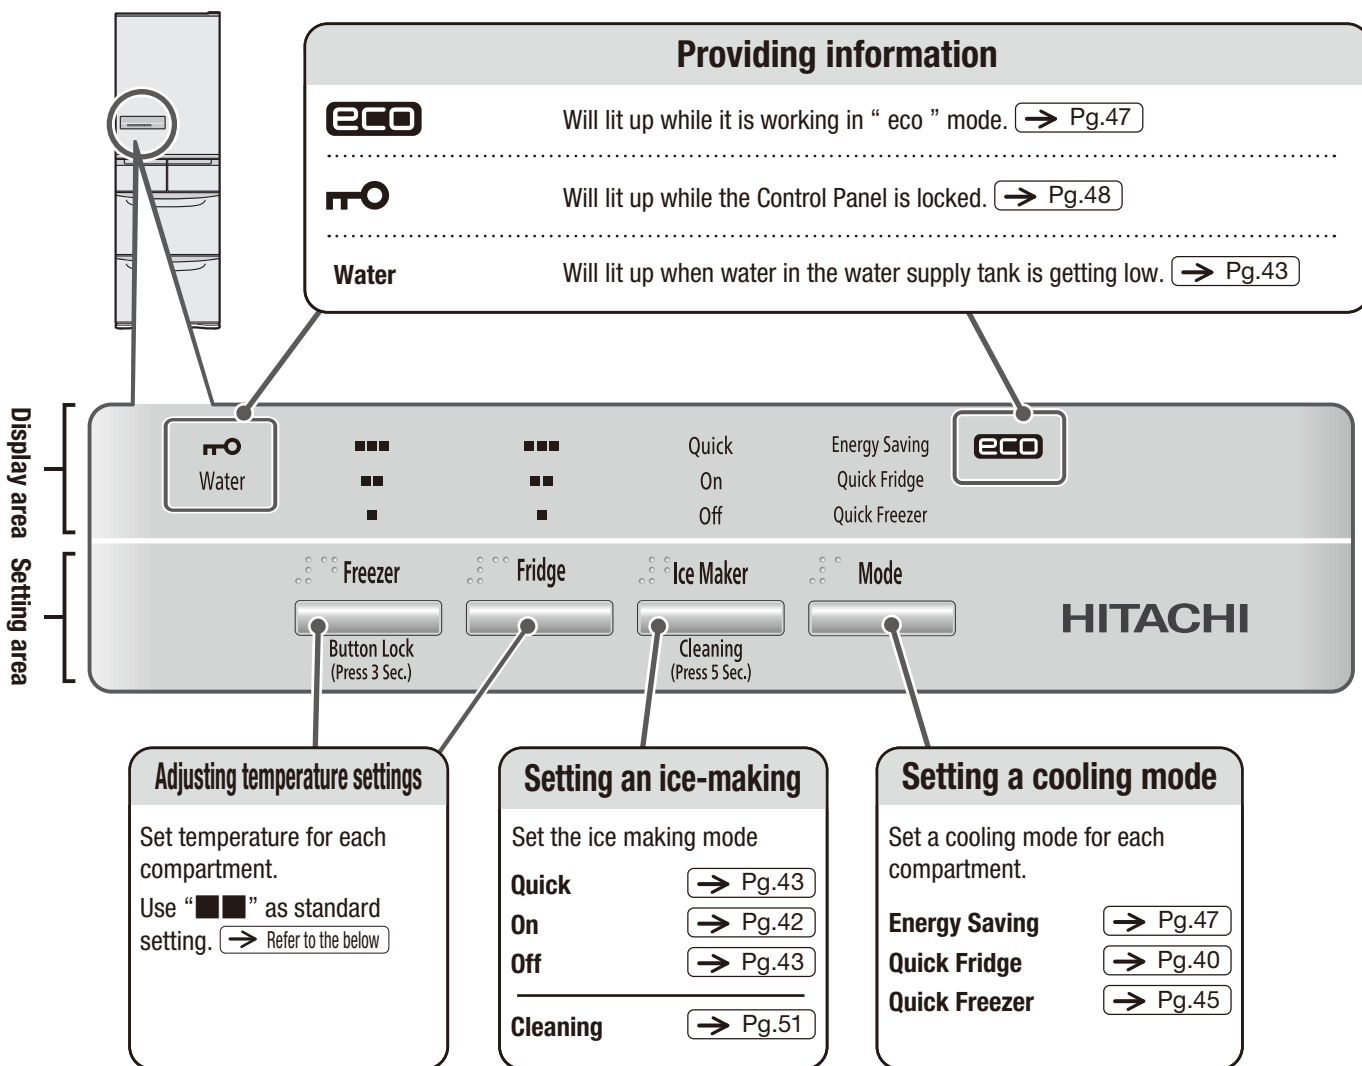 Providing information
eco Will lit up while it is working in “ eco ” mode. → Pg.47
Will lit up while the Control Panel is locked. → Pg.48
Water Will lit up when water in the water supply tank is getting low. → Pg.43
Display area
Water
Quick
On
Off
Energy Saving
Quick Fridge
Quick Freezer
eco
Setting area
Freezer
Button Lock
(Press 3 Sec.)
Fridge
Ice Maker
Cleaning
(Press 5 Sec.)
Mode
HITACHI
Adjusting temperature settings
Set temperature for each
compartment.
Use “■■” as standard
setting. → Refer to the below
Setting an ice-making
Set the ice making mode
Quick → Pg.43
On → Pg.42
Off → Pg.43
Cleaning → Pg.51
Setting a cooling mode
Set a cooling mode for each
compartment.
Energy Saving → Pg.47
Quick Fridge → Pg.40
Quick Freezer → Pg.45